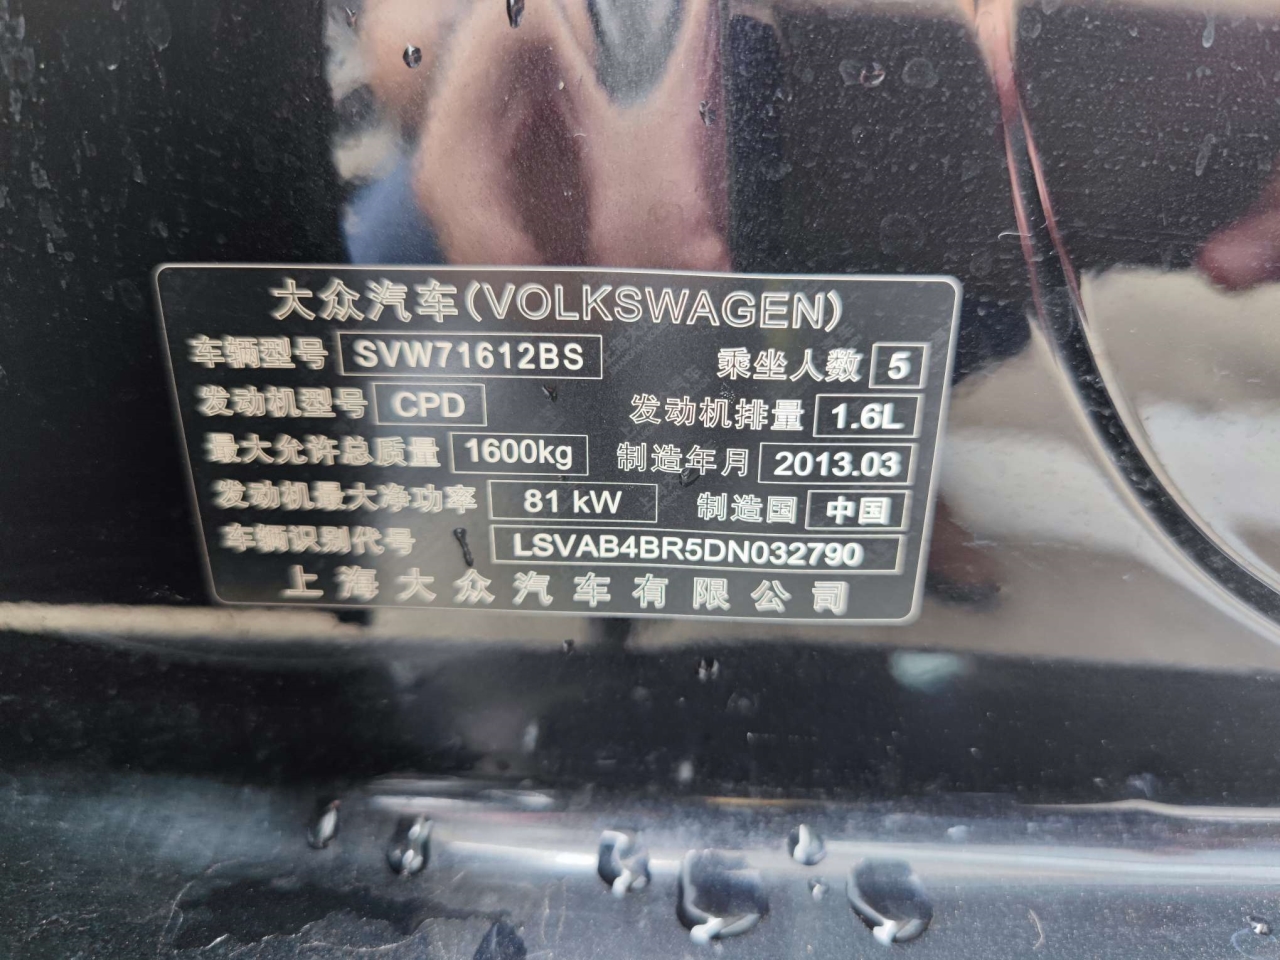 大众汽车(VOLKSWAGEN)
车辆型号 SVW71612BS 乘坐人数 5
发动机型号 CPD 发动机排量 1.6L
最大允许总质量 1600kg 制造年月 2013.03
发动机最大净功率 81 kW 制造国 中国
车辆识别代号 LSVAB4BR5DN032790
上海大众汽车有限公司